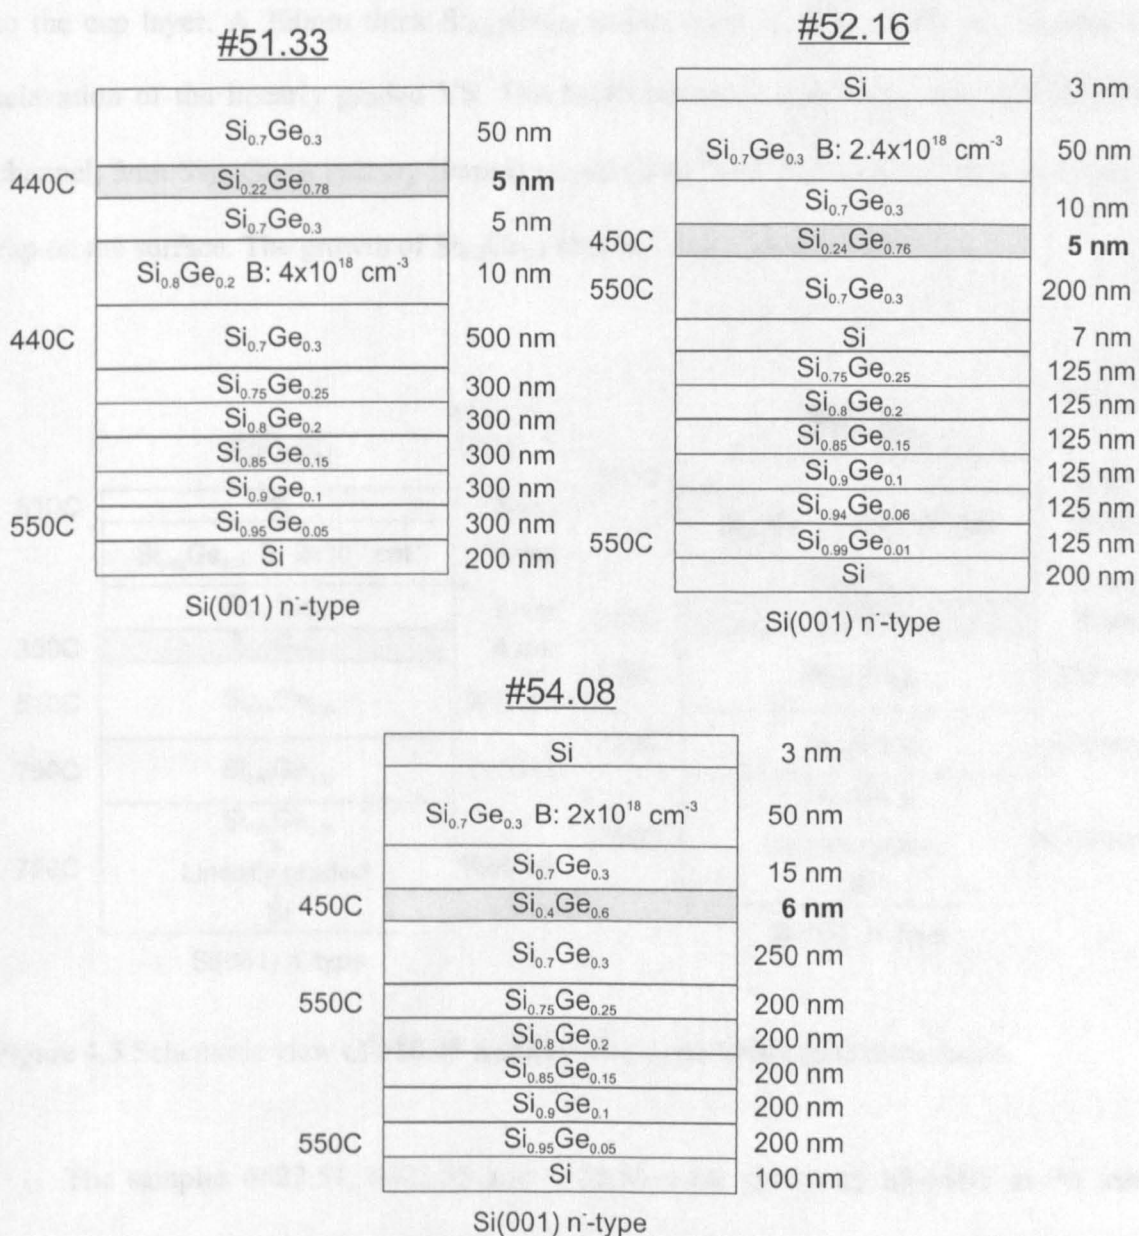 #51.33
Si0.7Ge0.3 50 nm
440C Si0.22Ge0.78 5 nm
Si0.7Ge0.3 5 nm
Si0.8Ge0.2 B: 4x10^18 cm^-3 10 nm
440C Si0.7Ge0.3 500 nm
Si0.75Ge0.25 300 nm
Si0.8Ge0.2 300 nm
Si0.85Ge0.15 300 nm
Si0.9Ge0.1 300 nm
550C Si0.95Ge0.05 300 nm
Si 200 nm
Si(001) n^-type
#52.16
Si 3 nm
Si0.7Ge0.3 B: 2.4x10^18 cm^-3 50 nm
Si0.7Ge0.3 10 nm
450C Si0.24Ge0.76 5 nm
550C Si0.7Ge0.3 200 nm
Si 7 nm
Si0.75Ge0.25 125 nm
Si0.8Ge0.2 125 nm
Si0.85Ge0.15 125 nm
Si0.9Ge0.1 125 nm
Si0.94Ge0.06 125 nm
550C Si0.99Ge0.01 125 nm
Si 200 nm
Si(001) n^-type
#54.08
Si 3 nm
Si0.7Ge0.3 B: 2x10^18 cm^-3 50 nm
Si0.7Ge0.3 15 nm
450C Si0.4Ge0.6 6 nm
Si0.7Ge0.3 250 nm
550C Si0.75Ge0.25 200 nm
Si0.8Ge0.2 200 nm
Si0.85Ge0.15 200 nm
Si0.9Ge0.1 200 nm
550C Si0.95Ge0.05 200 nm
Si 100 nm
Si(001) n^-type